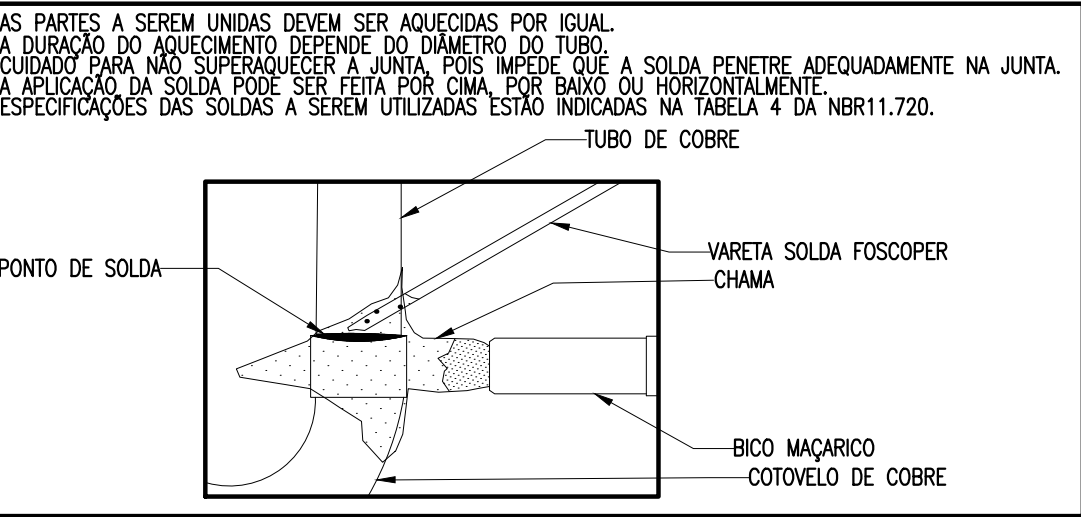 AS PARTES A SEREM UNIDAS DEVEM SER AQUECIDAS POR IGUAL.
A DURAÇÃO DO AQUECIMENTO DEPENDE DO DIÂMETRO DO TUBO.
CUIDADO PARA NÃO SUPERAQUECER A JUNTA, POIS IMPEDE QUE A SOLDA PENETRE ADEQUADAMENTE NA JUNTA.
A APLICAÇÃO DA SOLDA PODE SER FEITA POR CIMA, POR BAIXO OU HORIZONTALMENTE.
ESPECIFICAÇÕES DAS SOLDAS A SEREM UTILIZADAS ESTÃO INDICADAS NA TABELA 4 DA NBR11.720.
TUBO DE COBRE
VARETA SOLDA FOSCOPER
PONTO DE SOLDA
CHAMA
BICO MAÇARICO
COTOVELO DE COBRE